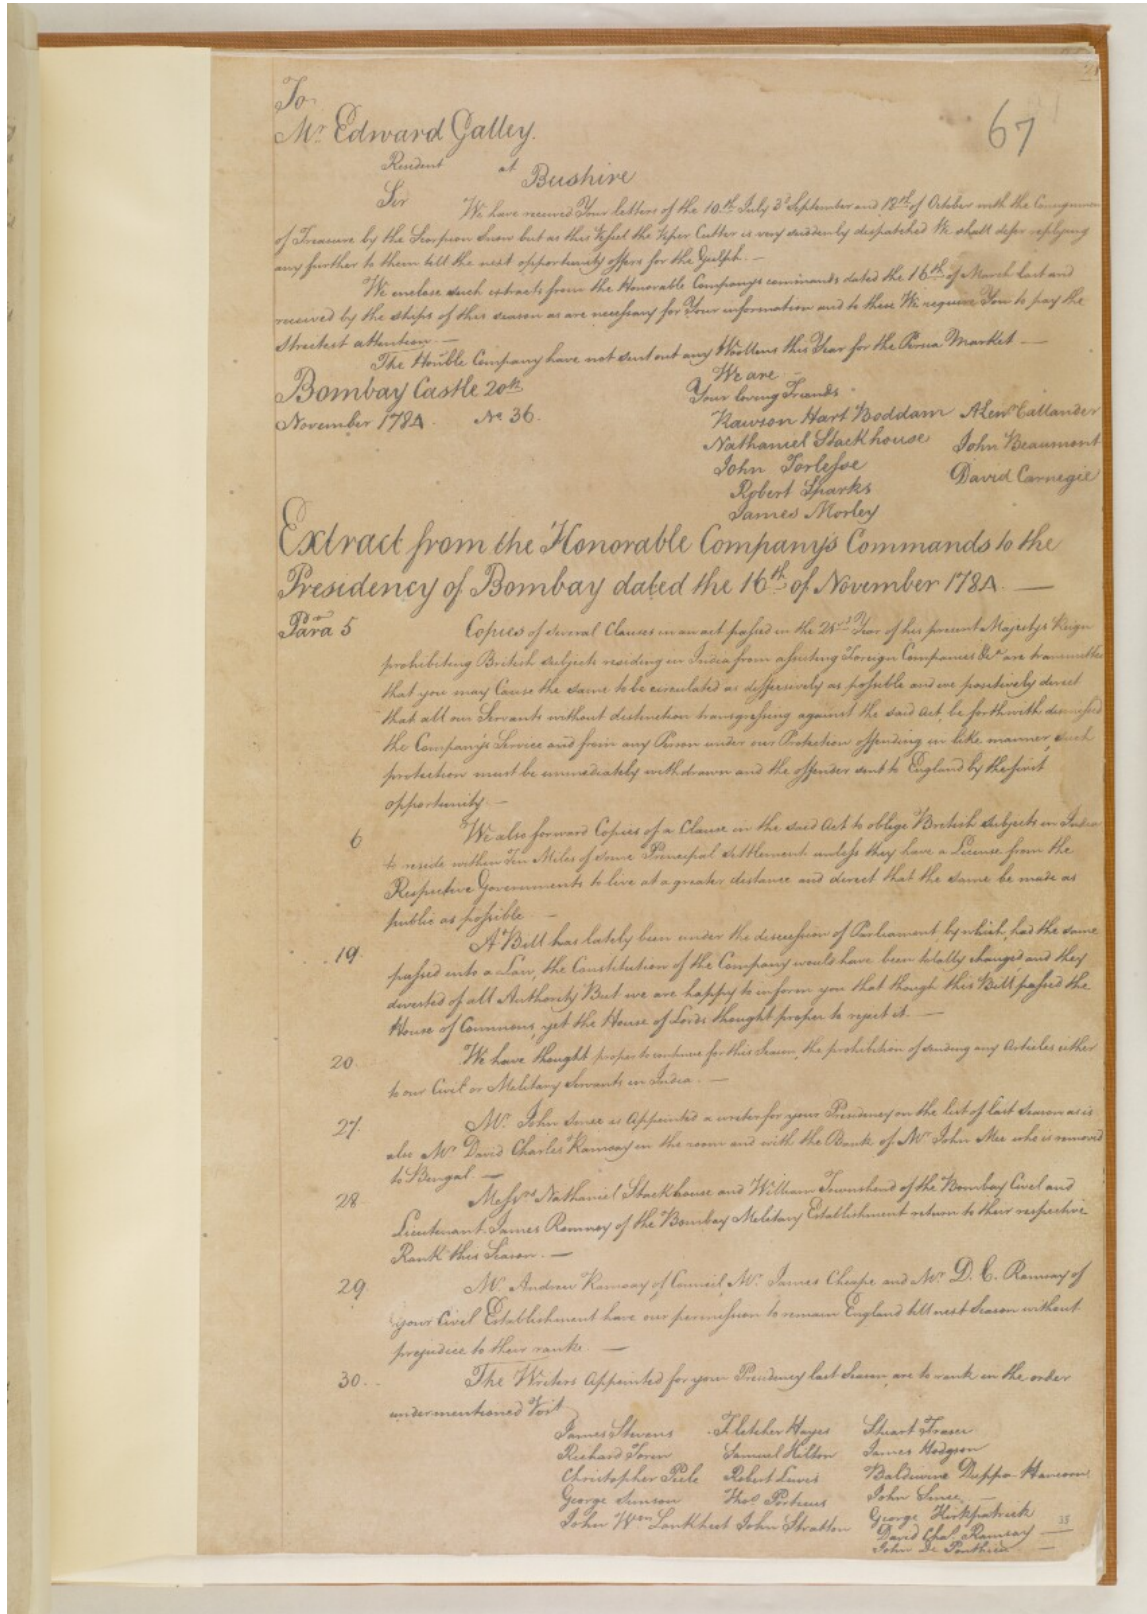 67
To
Mr. Edward Galley.
Resident at Bushire
Sir We have received Your letters of the 10th July 3d September and 12th of October with the Consignment
of Treasure by the Scorpion Snow but as this Vessel the Viper Cutter is very suddenly dispatched We shall defer replying
any further to them till the next opportunity offers for the Gulph. —
We enclose such extracts from the Honorable Companys commands dated the 16th of March last and
received by the ships of this season as are necessary for Your information and to these We require You to pay the
strictest attention. —
The Honble Company have not sent out any Woollens this Year for the Persia Market —
Bombay Castle 20th
November 1784. No 36.
We are —
Your loving Friends
Rawson Hart Boddam Alexr Callander
Nathaniel Stackhouse John Beaumont
John Torlesse David Carnegie
Robert Sparks
James Morley
Extract from the Honorable Company's Commands to the
Presidency of Bombay dated the 16th of November 1784. —
Para 5 Copies of several Clauses in an act passed in the 21st Year of his present Majestys Reign
prohibiting British subjects residing in India from assisting Foreign Companies &ca are transmitted
that you may Cause the same to be circulated as diffusively as possible and we positively direct
that all our Servants without distinction transgressing against the said Act, be forthwith dismissed
the Company's Service and from any Person under our Protection offending in like manner, such
protection must be immediately withdrawn and the offender sent to England by the first
opportunity. —
6 We also forward Copies of a Clause in the said Act to oblige British subjects in India
to reside within Ten Miles of some Principal Settlement unless they have a License from the
Respective Governments to live at a greater distance and direct that the same be made as
public as possible —
19. A Bill has lately been under the discussion of Parliament by which, had the same
passed into a Law, the Constitution of the Company would have been totally changed and they
divested of all Authority But we are happy to inform you that though this Bill passed the
House of Commons, yet the House of Lords thought proper to reject it. —
20. We have thought proper to continue for this Season, the prohibition of sending any Articles either
to our Civil or Military Servants in India. —
27. Mr. John Since is Appointed a writer for your Presidency on the list of last Season as is
also Mr David Charles Ramsay in the room and with the Rank of Mr John Mee who is removed
to Bengal —
28 Messrs Nathaniel Stackhouse and William Townshend of the Bombay Civil and
Lieutenant James Romney of the Bombay Military Establishment return to their respective
Rank this Season. —
29 Mr. Andrew Ramsay of Council, Mr. James Cheape and Mr D. C. Ramsay of
Your Civil Establishment have our permission to remain England till next Season without
prejudice to their ranks. —
30. The Writers Appointed for your Presidency last Season, are to rank in the order
undermentioned Vizt
James Stevens Fletcher Hayes Stuart Fraser
Richard Torin Samuel Hilton James Hodgson
Christopher Peele Robert Baldwine Duppa Hancorne
George Simson Thos Porteous John Since —
John Wm Lankheet John Stratton George Kirkpatrick
David Chas. Ramsay —
John De Ponthieu —
35